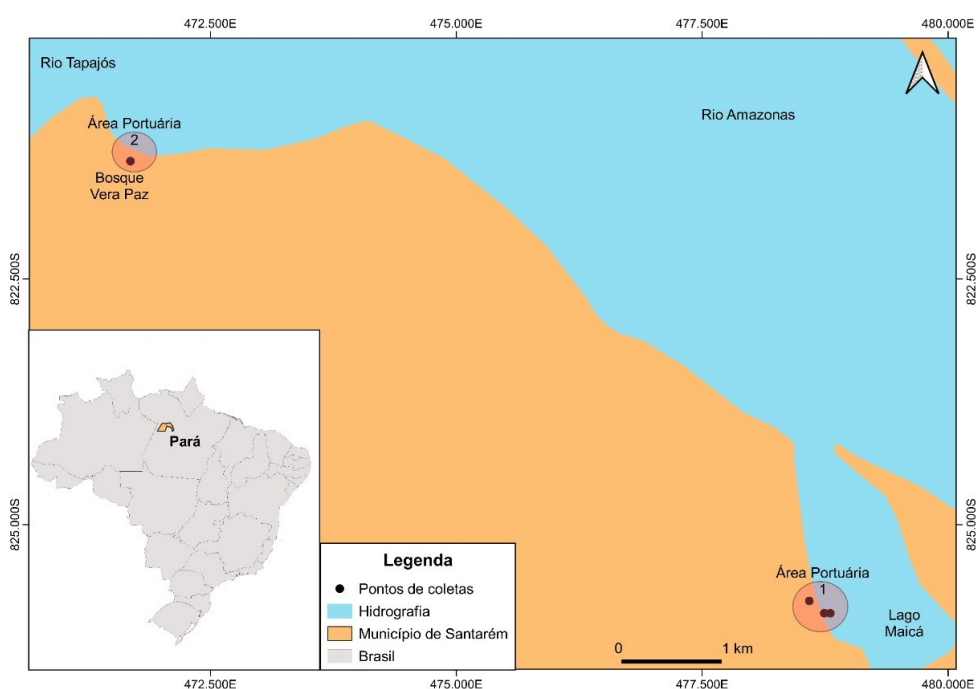 472.500E
475.000E
477.500E
480.000E
Rio Tapajós
Rio Amazonas
Área Portuária
2
Bosque
Vera Paz
822.500S
822.500S
Pará
825.000S
825.000S
Legenda
Pontos de coletas
Hidrografia
Município de Santarém
Brasil
Área Portuária
1
Lago
Maicá
0 1 km
472.500E
475.000E
477.500E
480.000E